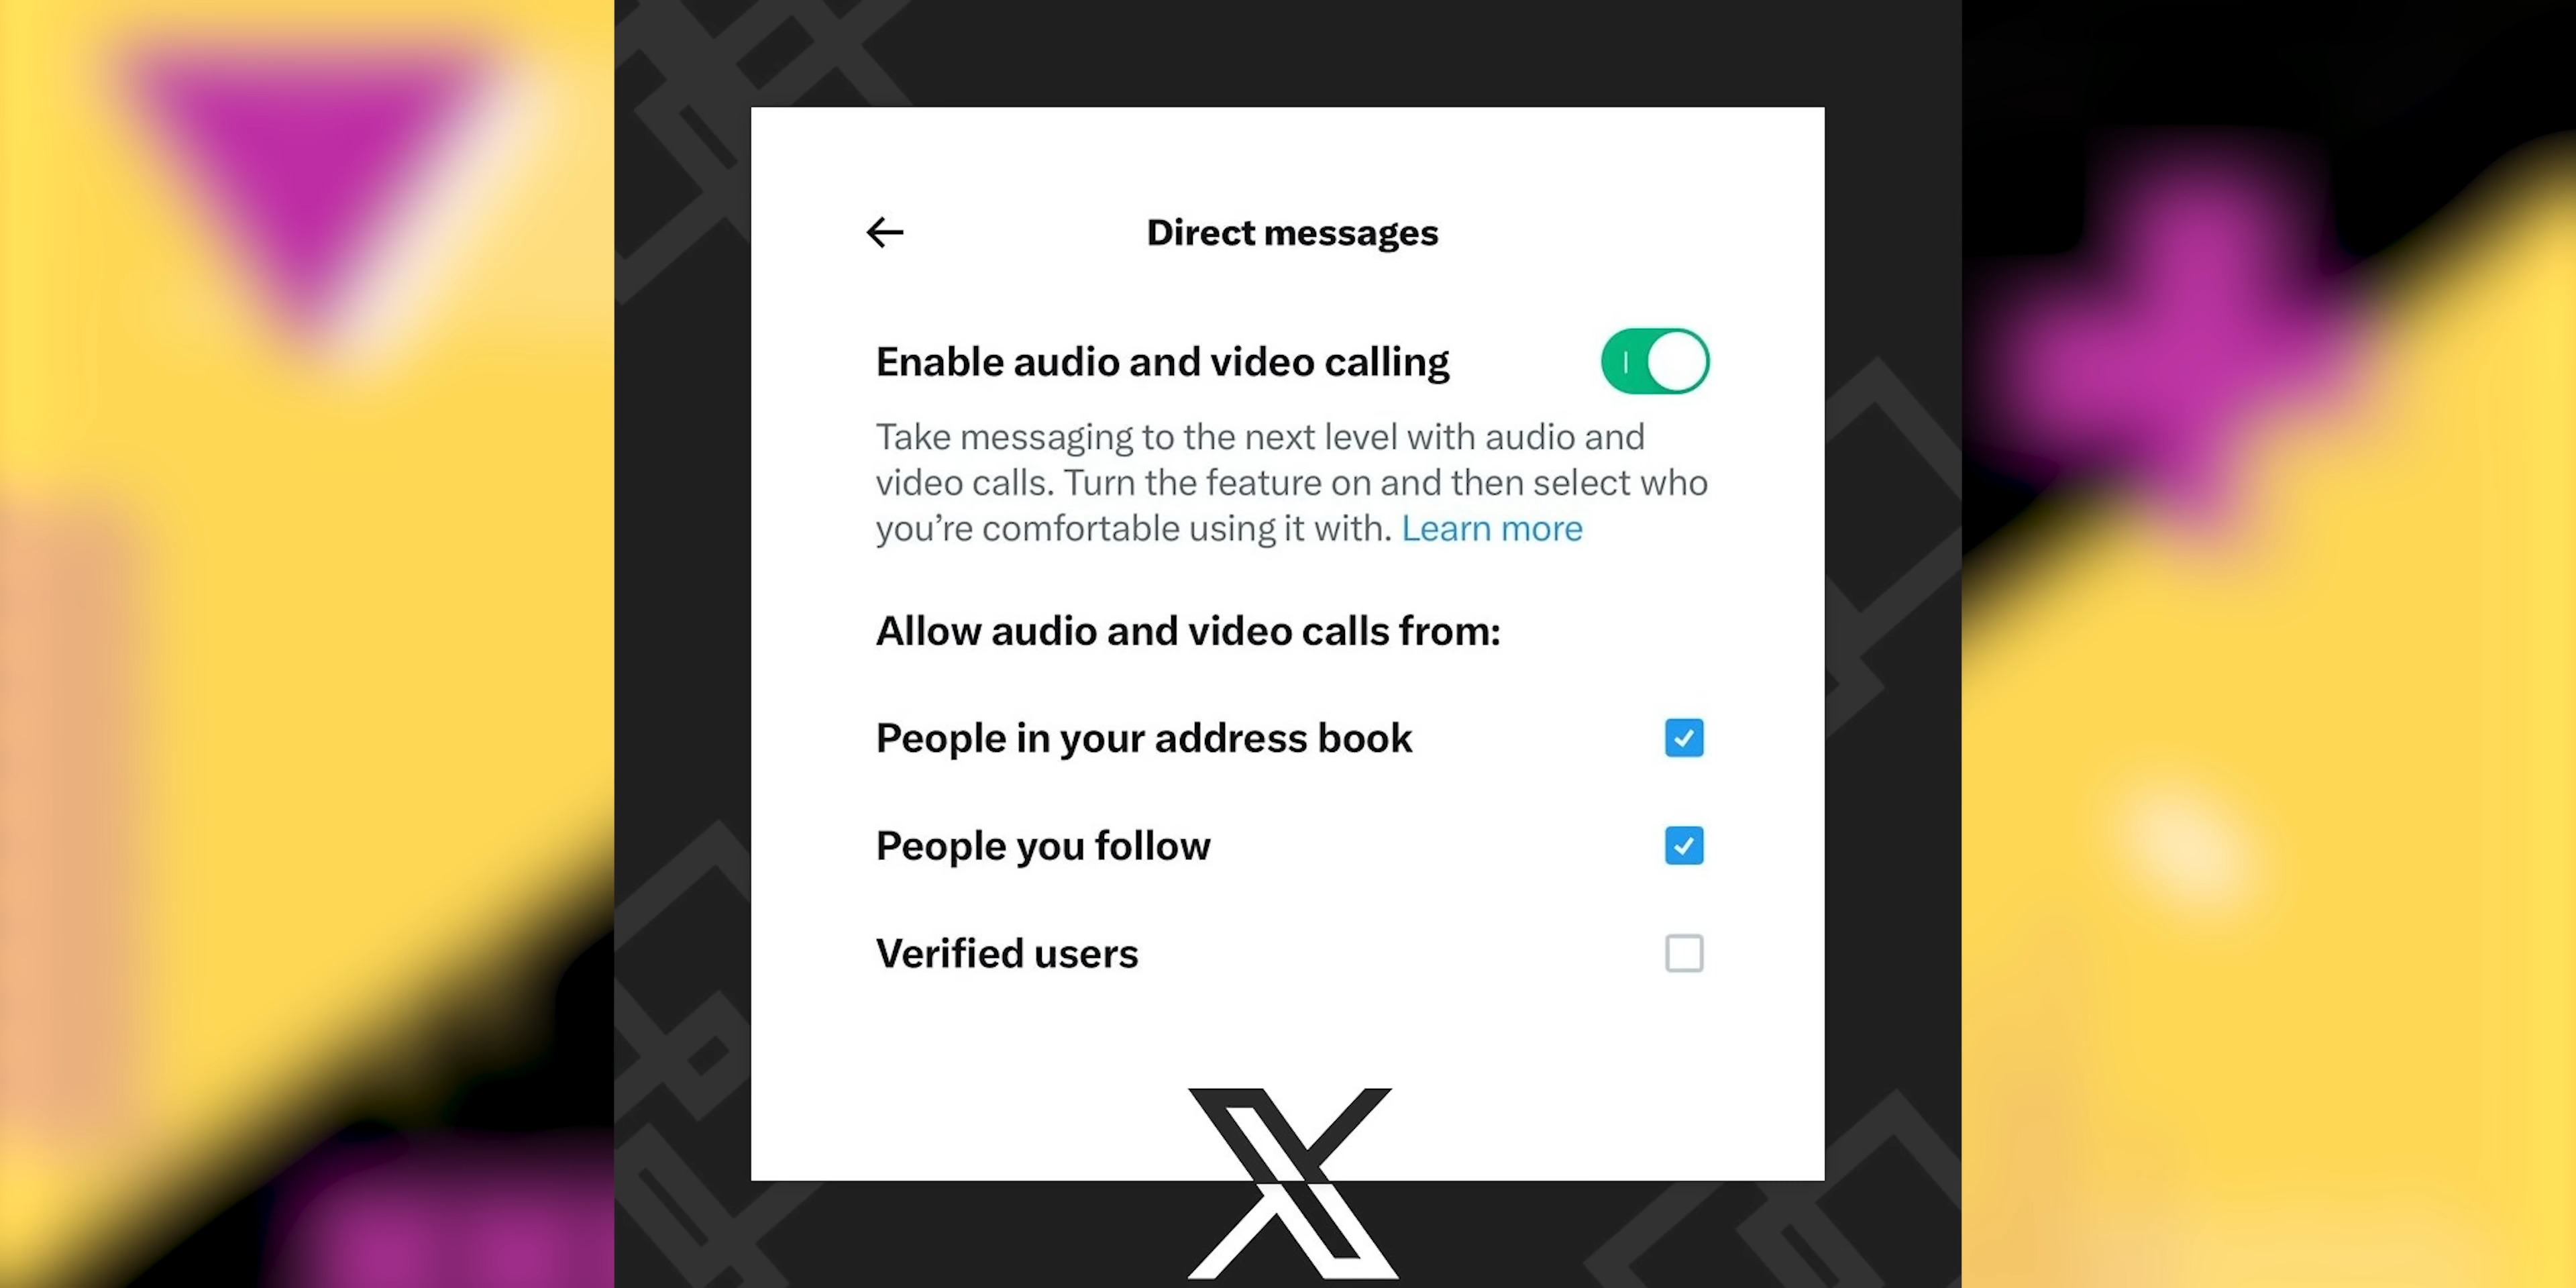 Direct messages
Enable audio and video calling
Take messaging to the next level with audio and
video calls. Turn the feature on and then select who
you’re comfortable using it with. Learn more
Allow audio and video calls from:
People in your address book
People you follow
Verified users
X